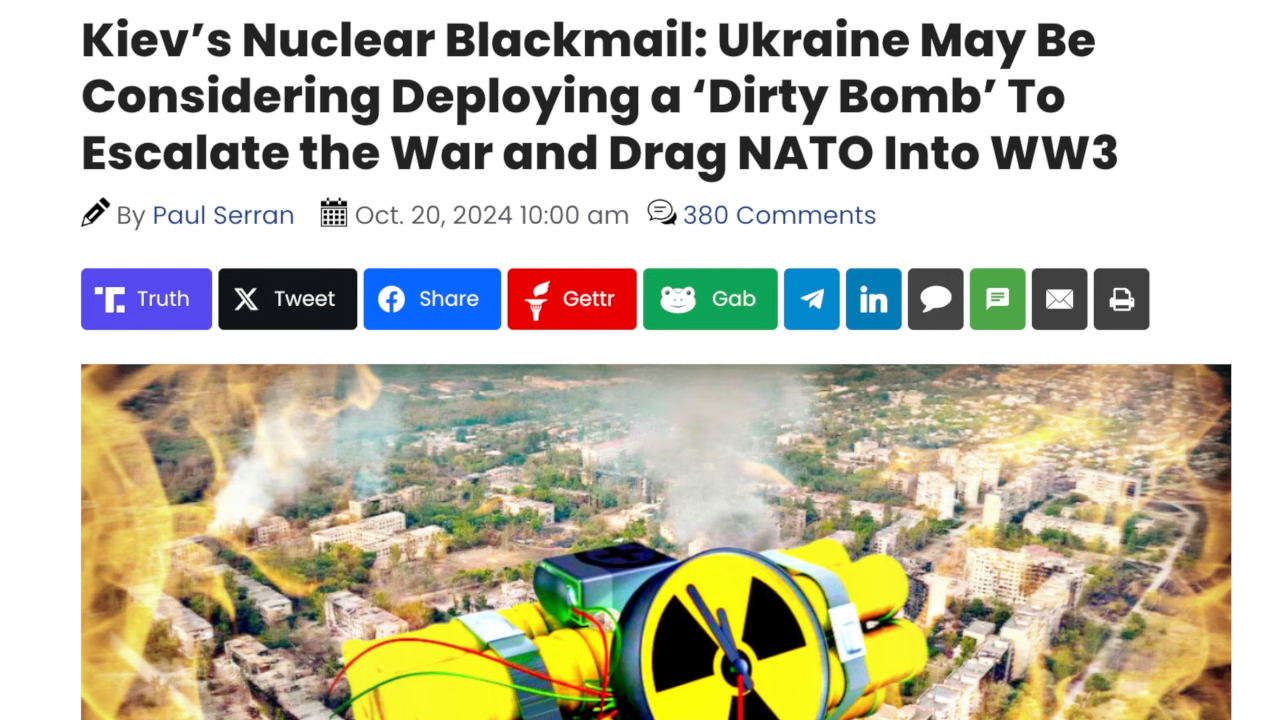 Kiev’s Nuclear Blackmail: Ukraine May Be
Considering Deploying a ‘Dirty Bomb’ To
Escalate the War and Drag NATO Into WW3
By Paul Serran Oct. 20, 2024 10:00 am 380 Comments
Truth Tweet Share Gettr Gab in